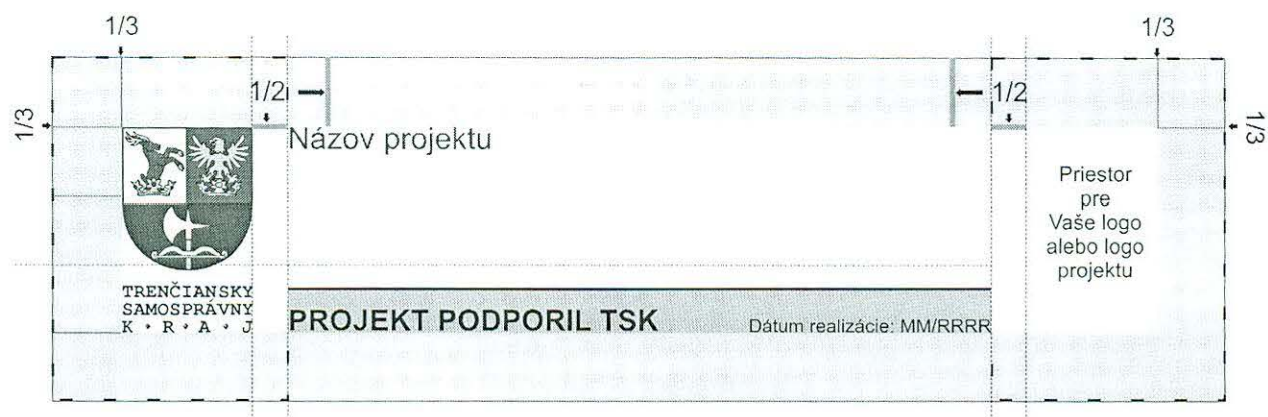 1/3
1/3
1/2
1/2
1/3
1/3
Názov projektu
Priestor
pre
Vaše logo
alebo logo
projektu
TRENČIANSKY
SAMOSPRÁVNY
K · R · A · J
PROJEKT PODPORIL TSK
Dátum realizácie: MM/RRRR